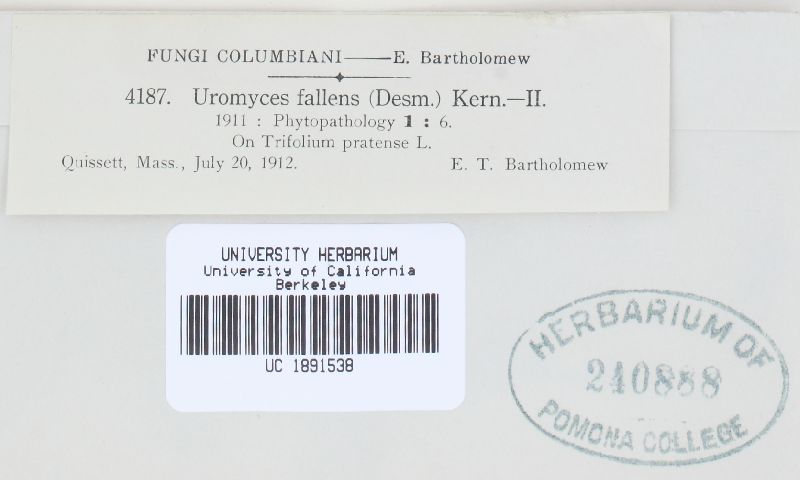 FUNGI COLUMBIANI——E. Bartholomew
4187. Uromyces fallens (Desm.) Kern.—II.
1911 : Phytopathology 1 : 6.
On Trifolium pratense L.
Quissett, Mass., July 20, 1912. E. T. Bartholomew
UNIVERSITY HERBARIUM
University of California
Berkeley
UC 1891538
HERBARIUM OF
240888
POMONA COLLEGE